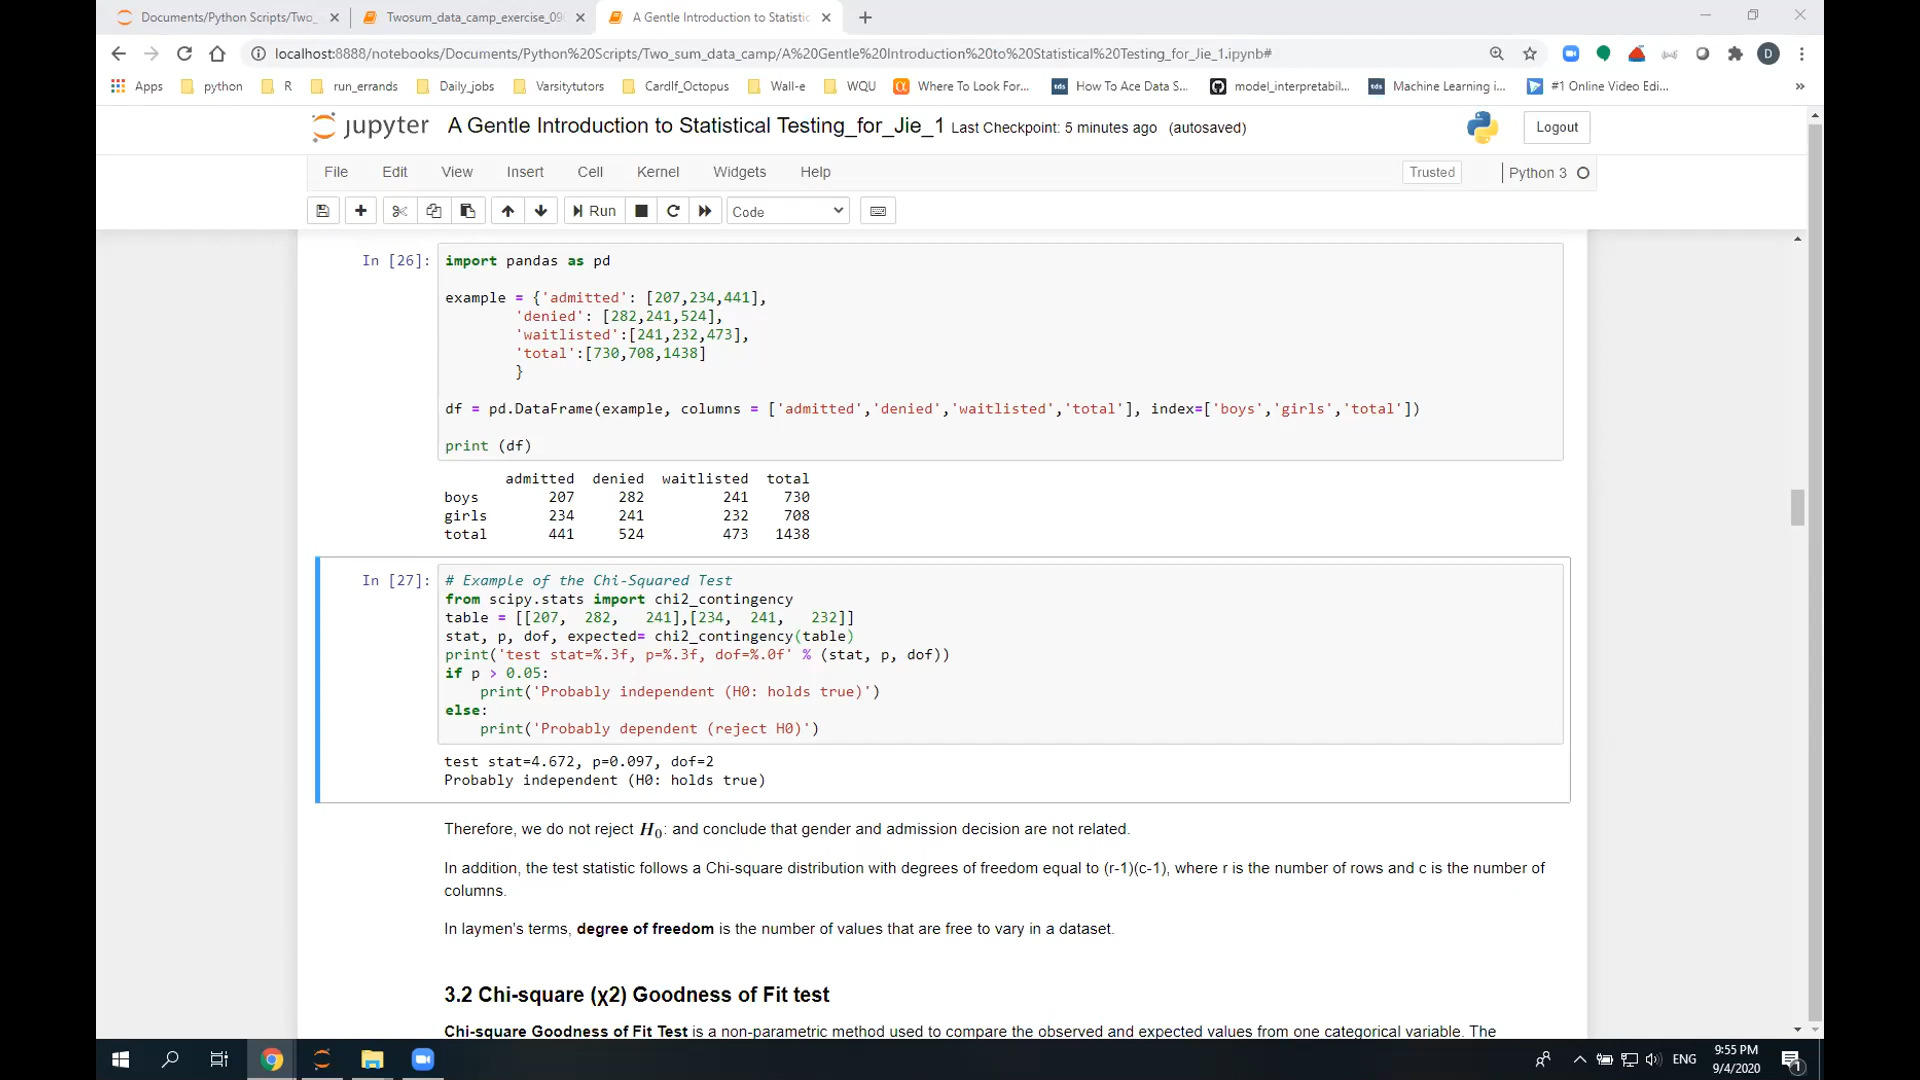 Documents/Python Scripts/Two_
Twosum_data_camp_exercise_09
A Gentle Introduction to Statistic
localhost:8888/notebooks/Documents/Python%20Scripts/Two_sum_data_camp/A%20Gentle%20Introduction%20to%20Statistical%20Testing_for_Jie_1.ipynb#
D
Apps python R run_errands Daily_jobs Varsitytutors Cardlf_Octopus Wall-e WQU Where To Look For... How To Ace Data S... model_interpretabil... Machine Learning i... #1 Online Video Edi... »
jupyter A Gentle Introduction to Statistical Testing_for_Jie_1 Last Checkpoint: 5 minutes ago (autosaved) Logout
File Edit View Insert Cell Kernel Widgets Help Trusted Python 3
Run Code
In [26]: import pandas as pd
example = {'admitted': [207,234,441],
'denied': [282,241,524],
'waitlisted':[241,232,473],
'total':[730,708,1438]
}
df = pd.DataFrame(example, columns = ['admitted','denied','waitlisted','total'], index=['boys','girls','total'])
print (df)
admitted denied waitlisted total
boys 207 282 241 730
girls 234 241 232 708
total 441 524 473 1438
In [27]: # Example of the Chi-Squared Test
from scipy.stats import chi2_contingency
table = [[207, 282, 241],[234, 241, 232]]
stat, p, dof, expected= chi2_contingency(table)
print('test stat=%.3f, p=%.3f, dof=%.0f' % (stat, p, dof))
if p > 0.05:
print('Probably independent (H0: holds true)')
else:
print('Probably dependent (reject H0)')
test stat=4.672, p=0.097, dof=2
Probably independent (H0: holds true)
Therefore, we do not reject H0: and conclude that gender and admission decision are not related.
In addition, the test statistic follows a Chi-square distribution with degrees of freedom equal to (r-1)(c-1), where r is the number of rows and c is the number of
columns.
In laymen's terms, degree of freedom is the number of values that are free to vary in a dataset.
3.2 Chi-square (χ2) Goodness of Fit test
Chi-square Goodness of Fit Test is a non-parametric method used to compare the observed and expected values from one categorical variable. The
ENG
9:55 PM
9/4/2020
1